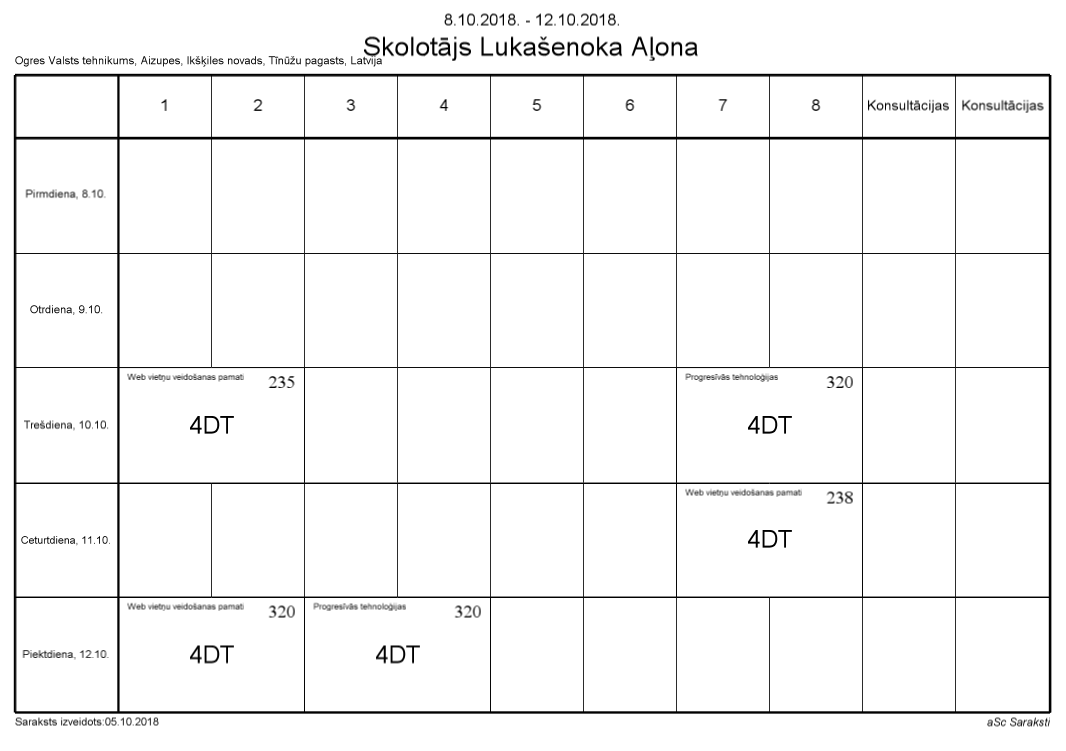 8.10.2018. - 12.10.2018.
Skolotājs Lukašenoka Aļona
Ogres Valsts tehnikums, Aizupes, Ikšķiles novads, Tīnūžu pagasts, Latvija
1 2 3 4 5 6 7 8 Konsultācijas Konsultācijas
Pirmdiena, 8.10.
Otrdiena, 9.10.
Web vietņu veidošanas pamati 235 Progresīvās tehnoloģijas 320
Trešdiena, 10.10. 4DT 4DT
Web vietņu veidošanas pamati 238
Ceturtdiena, 11.10. 4DT
Web vietņu veidošanas pamati 320 Progresīvās tehnoloģijas 320
Piektdiena, 12.10. 4DT 4DT
Saraksts izveidots:05.10.2018 aSc Saraksti